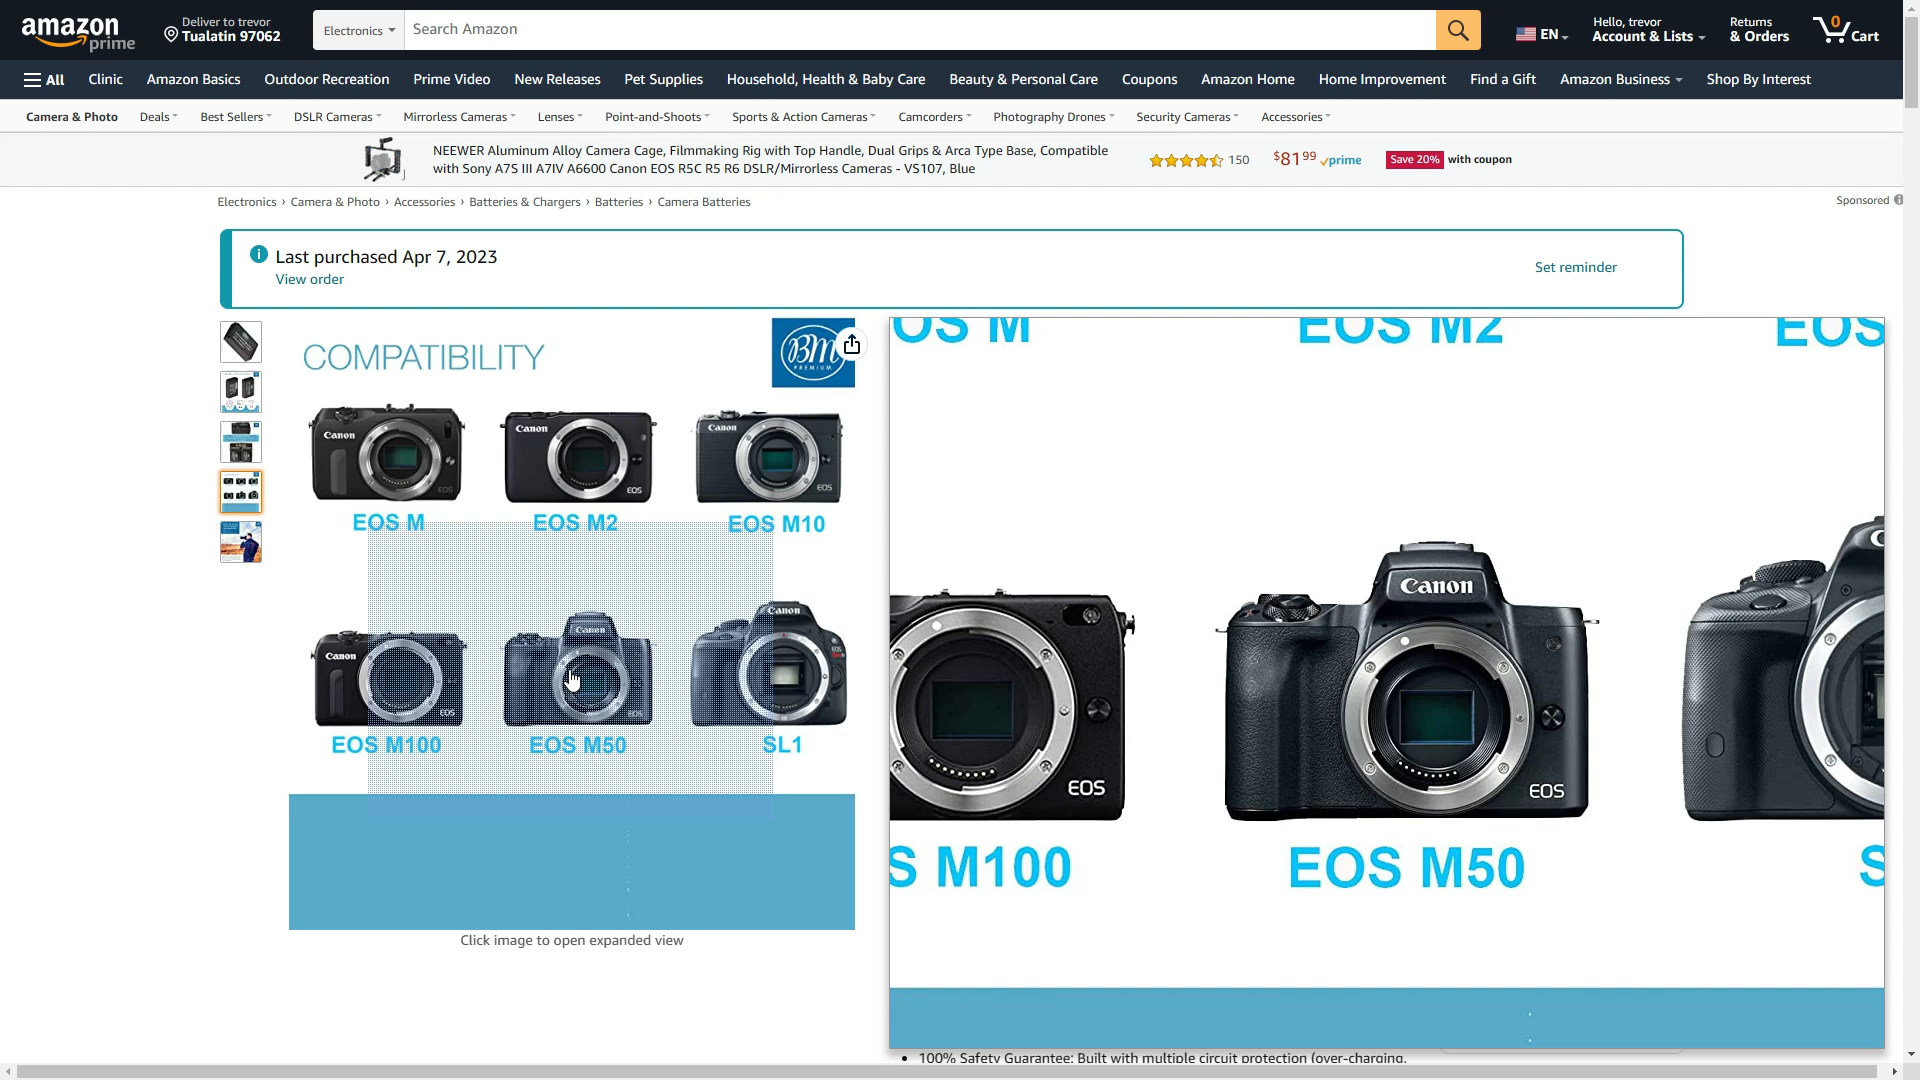 amazon
prime
Deliver to trevor
Tualatin 97062
Electronics
Search Amazon
EN
Hello, trevor
Account & Lists
Returns
& Orders
0
Cart
All
Clinic
Amazon Basics
Outdoor Recreation
Prime Video
New Releases
Pet Supplies
Household, Health & Baby Care
Beauty & Personal Care
Coupons
Amazon Home
Home Improvement
Find a Gift
Amazon Business
Shop By Interest
Camera & Photo
Deals
Best Sellers
DSLR Cameras
Mirrorless Cameras
Lenses
Point-and-Shoots
Sports & Action Cameras
Camcorders
Photography Drones
Security Cameras
Accessories
NEEWER Aluminum Alloy Camera Cage, Filmmaking Rig with Top Handle, Dual Grips & Arca Type Base, Compatible
with Sony A7S III A7IV A6600 Canon EOS R5C R5 R6 DSLR/Mirrorless Cameras - VS107, Blue
150
$81 99
prime
Save 20% with coupon
Electronics › Camera & Photo › Accessories › Batteries & Chargers › Batteries › Camera Batteries
Sponsored
Last purchased Apr 7, 2023
View order
Set reminder
COMPATIBILITY
BM
PREMIUM
Canon
EOS
Canon
EOS
Canon
EOS
EOS M
EOS M2
EOS M10
Canon
EOS
Canon
EOS
Canon
EOS
EOS M100
EOS M50
SL1
Click image to open expanded view
OS M
EOS M2
EOS
Canon
C
EOS
EOS
S M100
EOS M50
S
• 100% Safety Guarantee: Built with multiple circuit protection (over-charging,